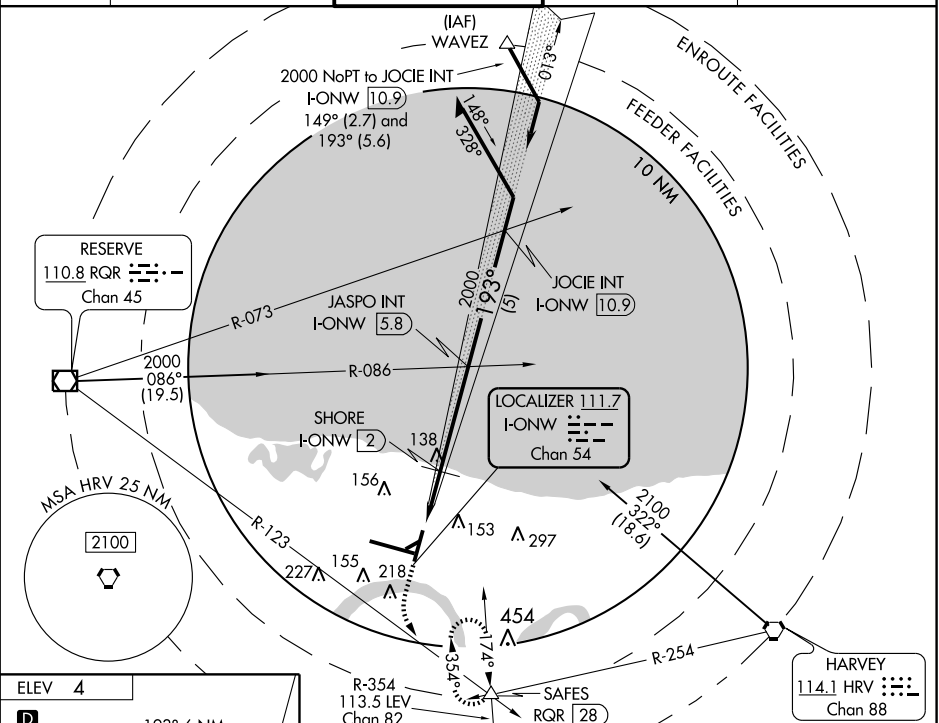 (IAF)
WAVEZ
2000 NoPT to JOCIE INT
I-ONW 10.9
149° (2.7) and
193° (5.6)
013°
148°
328°
ENROUTE FACILITIES
FEEDER FACILITIES
10 NM
RESERVE
110.8 RQR
Chan 45
R-073
2000
193°
(5)
JOCIE INT
I-ONW 10.9
JASPO INT
I-ONW 5.8
2000
086°
(19.5)
R-086
LOCALIZER 111.7
I-ONW
Chan 54
SHORE
I-ONW 2
138
156
MSA HRV 25 NM
2100
R-123
153
297
2100
322°
(18.6)
227
155
218
454
174°
354°
R-254
HARVEY
114.1 HRV
Chan 88
SAFES
RQR 28
R-354
113.5 LEV
Chan 82
ELEV 4
D